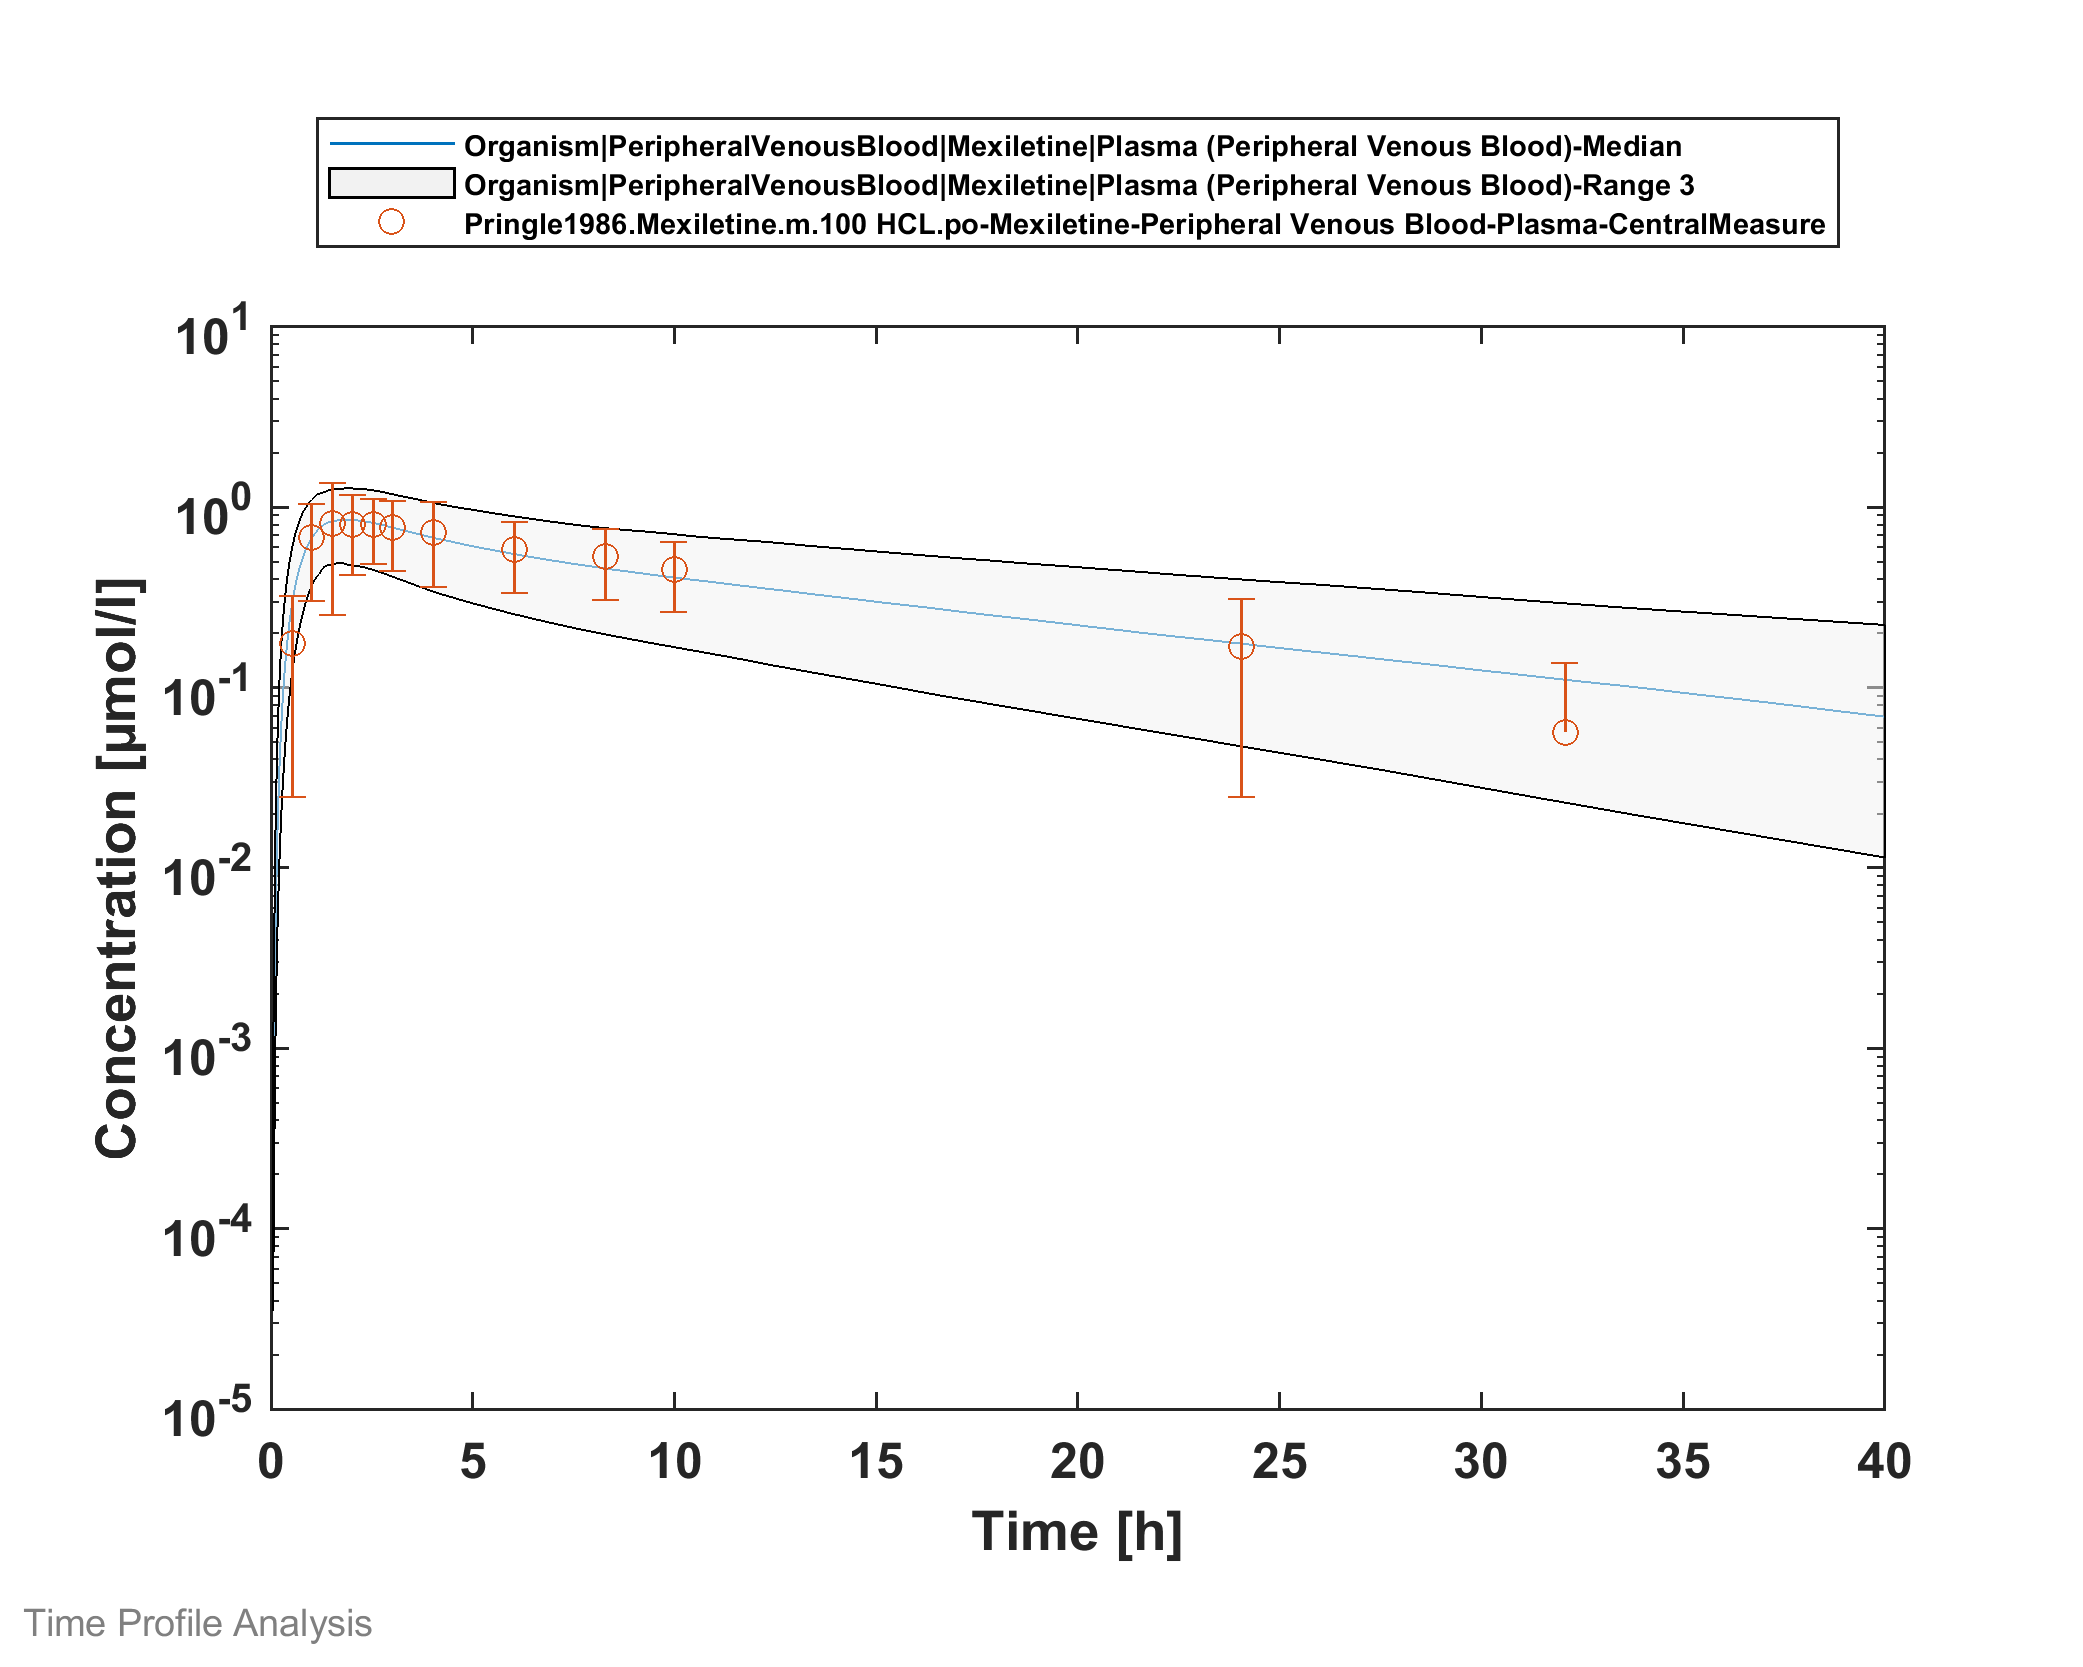 Organism|PeripheralVenousBlood|Mexiletine|Plasma (Peripheral Venous Blood)-Median
Organism|PeripheralVenousBlood|Mexiletine|Plasma (Peripheral Venous Blood)-Range 3
Pringle1986.Mexiletine.m.100 HCL.po-Mexiletine-Peripheral Venous Blood-Plasma-CentralMeasure
10^1
10^0
10^-1
10^-2
10^-3
10^-4
10^-5
Concentration [µmol/l]
0 5 10 15 20 25 30 35 40
Time [h]
Time Profile Analysis